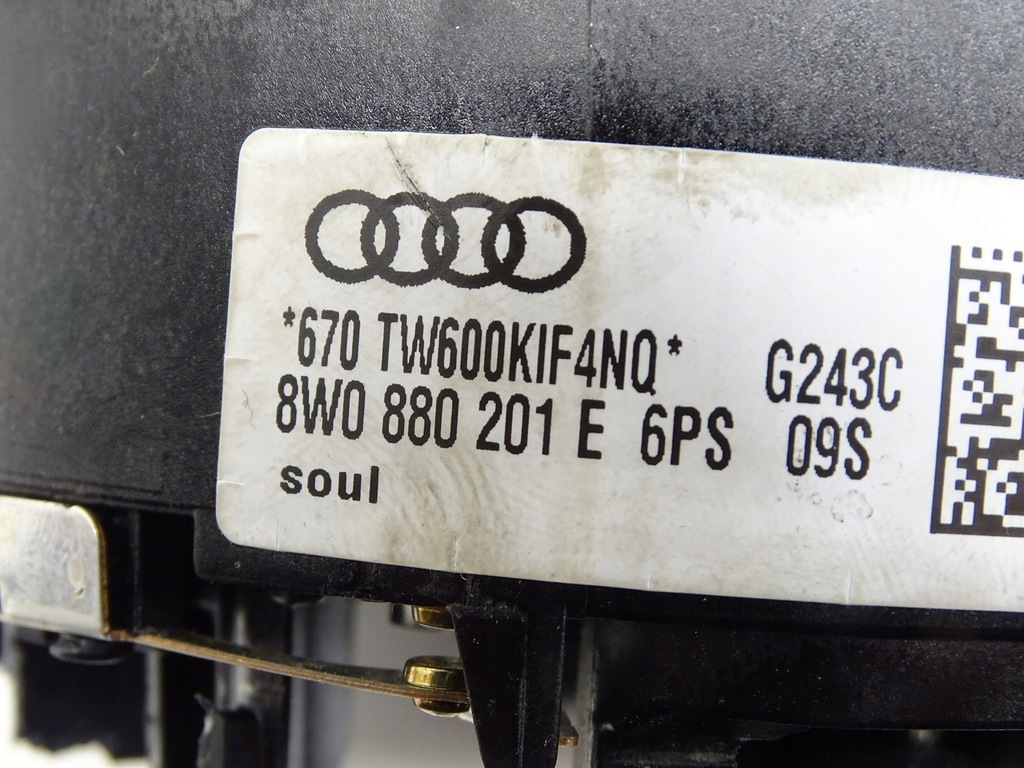 *670 TW600KIF4NQ* G243C
8W0 880 201 E 6PS 09S
soul